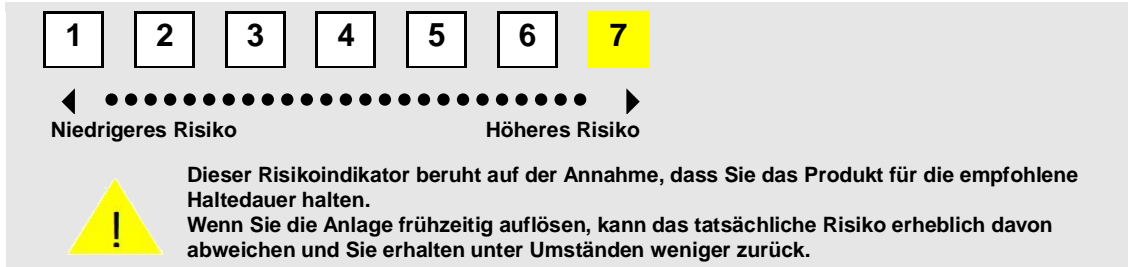 1 2 3 4 5 6 7
Niedrigeres Risiko Höheres Risiko
Dieser Risikoindikator beruht auf der Annahme, dass Sie das Produkt für die empfohlene
Haltedauer halten.
Wenn Sie die Anlage frühzeitig auflösen, kann das tatsächliche Risiko erheblich davon
abweichen und Sie erhalten unter Umständen weniger zurück.
!